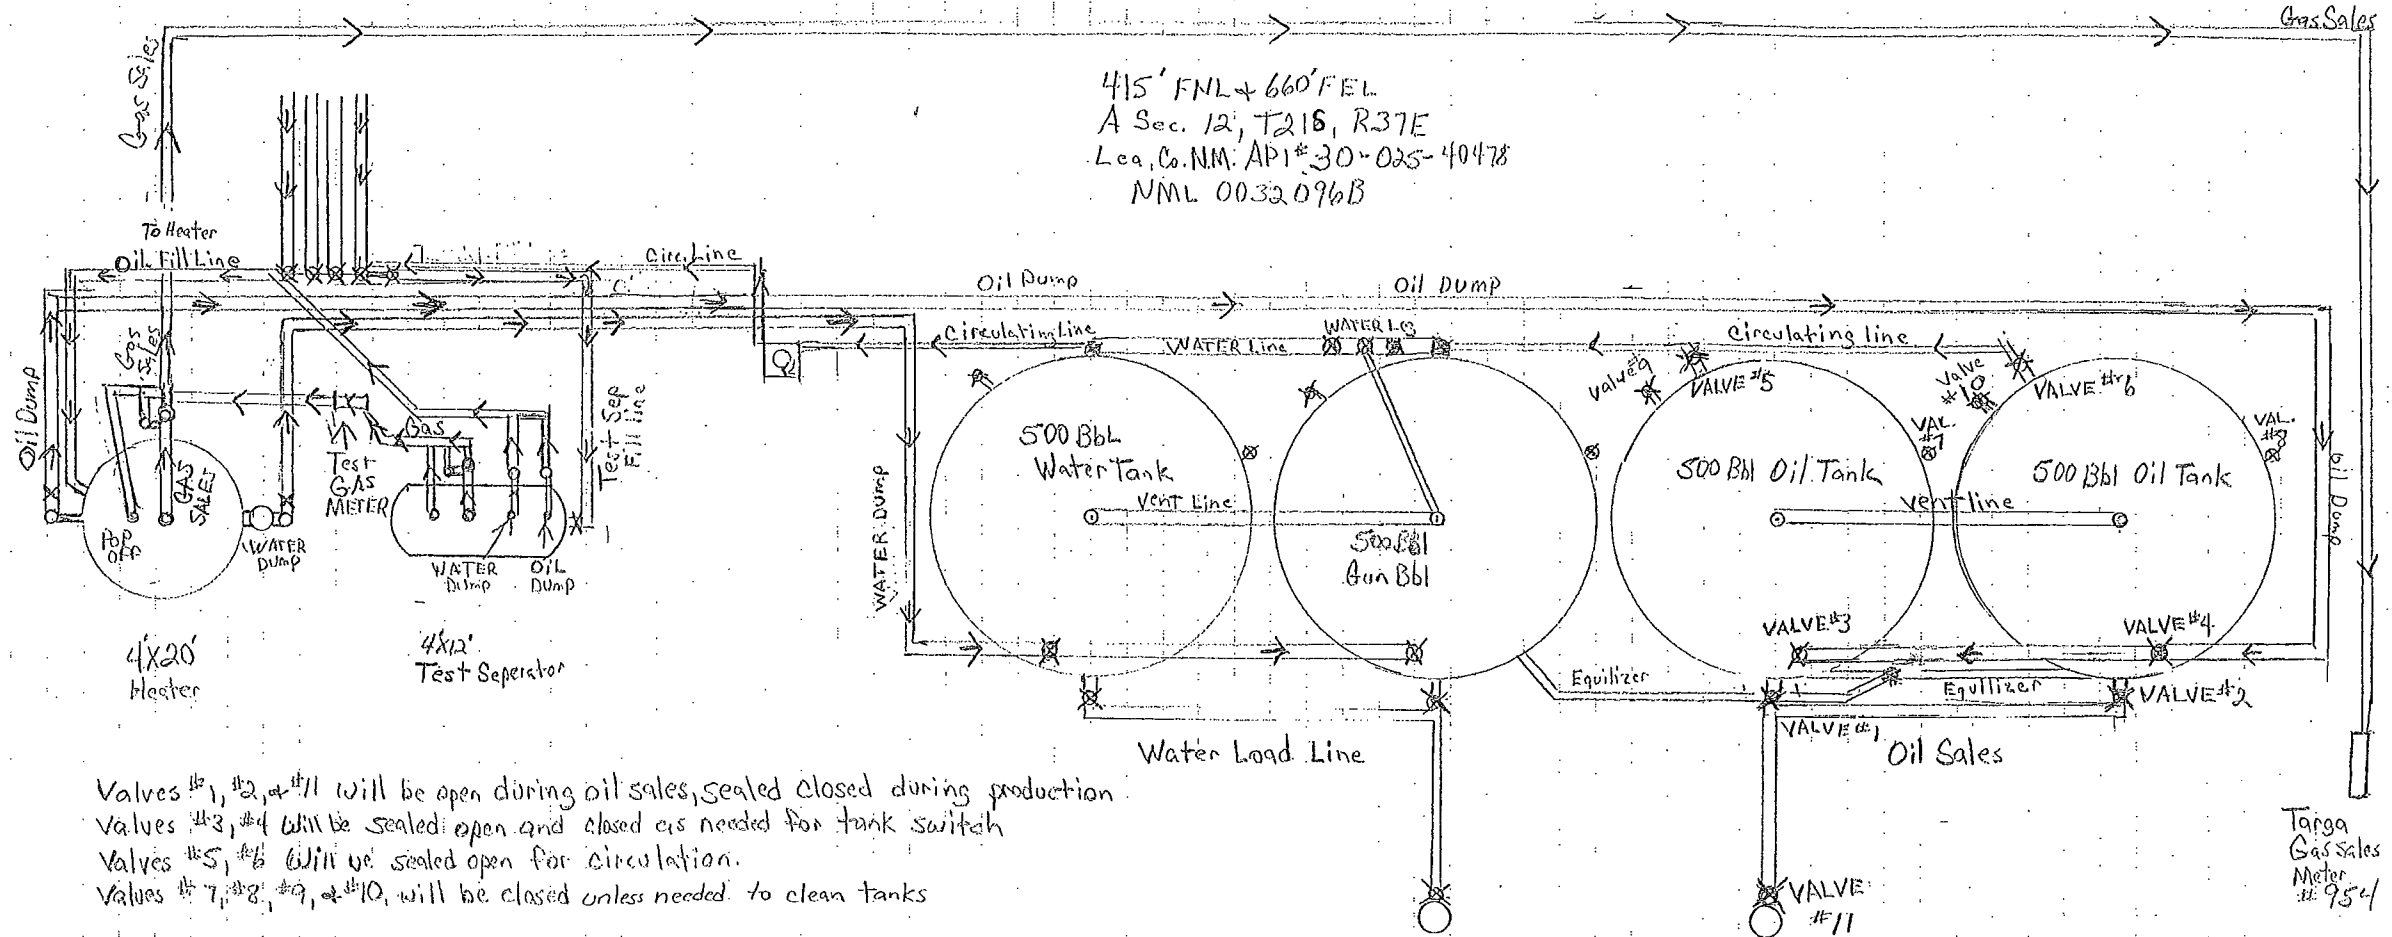 Gas Sales
Gas Sales
415' FNL & 660' FEL
A Sec. 12, T21S, R37E
Lea, Co. N.M. API# 30-025-40478
NML 0032096B
To Heater
Oil Fill Line
Circ. Line
Oil Dump
Oil Dump
Circulating Line
WATER Line
WATER LEG
Circulating line
Valve #9
VALVE #5
Valve #10
VALVE #6
Gas Sales
Oil Dump
Gas
Test Sep Fill Line
Test
GAS
METER
GAS SALES
POP OFF
WATER
DUMP
WATER
Dump
OIL
DUMP
WATER DUMP
500 BbL
Water Tank
Vent Line
500 Bbl
Gun Bbl
500 Bbl Oil Tank
VAL.
#7
500 Bbl Oil Tank
VAL.
#8
Vent line
Oil Dump
4'X20'
Heater
4'X12'
Test Seperator
VALVE #3
VALVE #4
Equilizer
Equilizer
VALVE #2
VALVE #1
Water Load Line
Oil Sales
Valves #1, #2, & #11 will be open during oil sales, sealed closed during production
Valves #3, #4 will be sealed open and closed as needed for tank switch
Valves #5, #6 Will be sealed open for circulation.
Valves #7, #8, #9, & #10, will be closed unless needed to clean tanks
VALVE
#11
Targa
Gas Sales
Meter
# 954